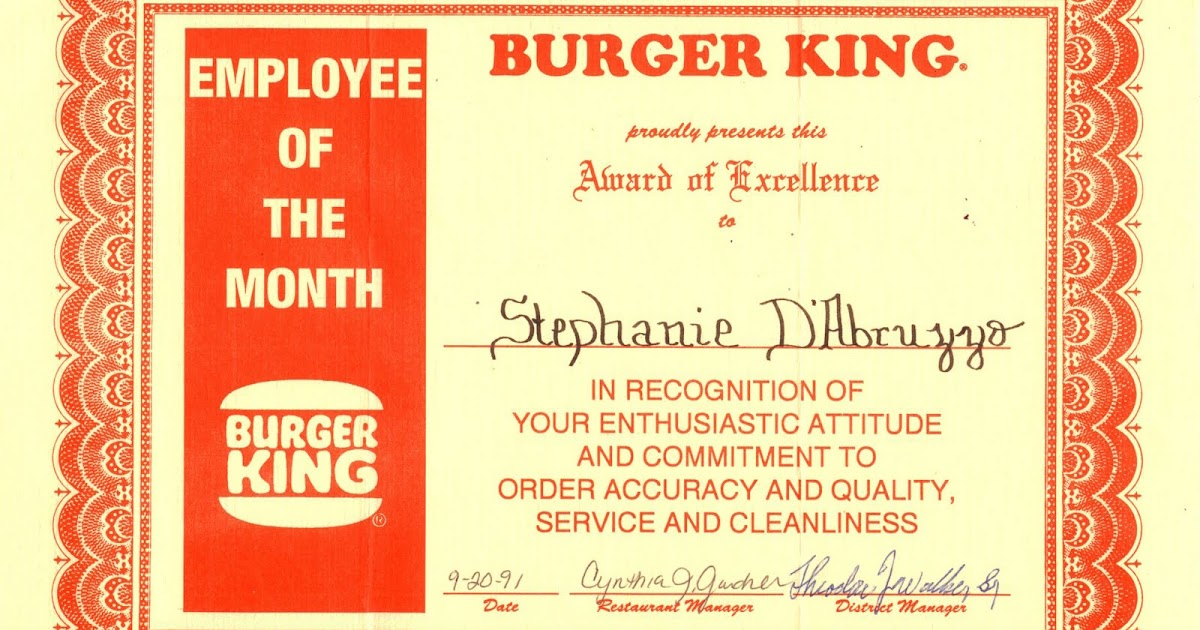 EMPLOYEE
OF
THE
MONTH
BURGER
KING
®
BURGER KING®
proudly presents this
Award of Excellence
to
Stephanie D'Abruzzo
IN RECOGNITION OF
YOUR ENTHUSIASTIC ATTITUDE
AND COMMITMENT TO
ORDER ACCURACY AND QUALITY,
SERVICE AND CLEANLINESS
9-20-91 Cynthia J. Walker Sr
Date Restaurant Manager District Manager